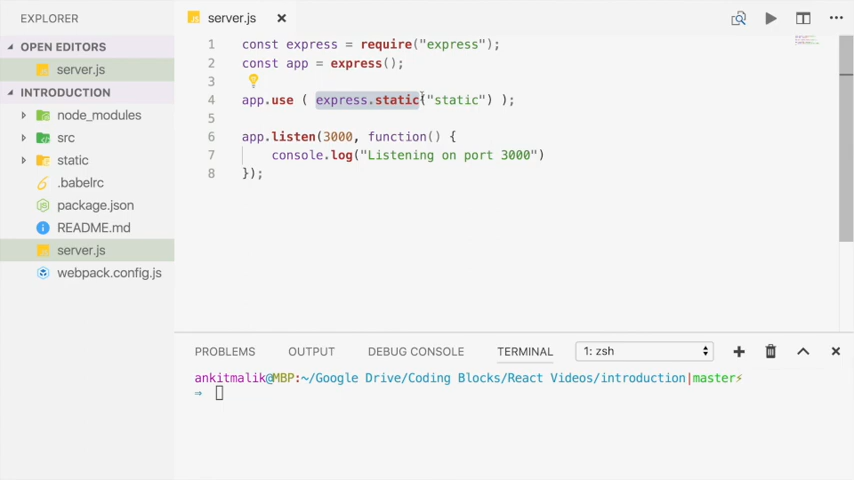 EXPLORER
server.js
OPEN EDITORS
server.js
INTRODUCTION
node_modules
src
static
.babelrc
package.json
README.md
server.js
webpack.config.js
1 const express = require("express");
2 const app = express();
3
4 app.use ( express.static("static") );
5
6 app.listen(3000, function() {
7 console.log("Listening on port 3000")
8 });
PROBLEMS OUTPUT DEBUG CONSOLE TERMINAL 1: zsh
ankitmalik@MBP:~/Google Drive/Coding Blocks/React Videos/introduction|master⚡
⇒